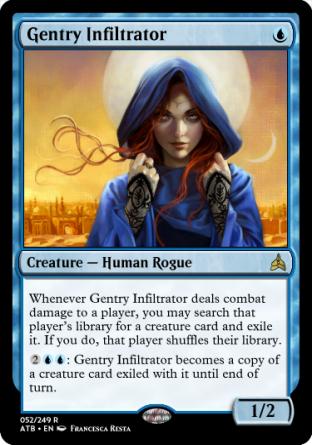 Gentry Infiltrator
Creature — Human Rogue
Whenever Gentry Infiltrator deals combat
damage to a player, you may search that
player's library for a creature card and exile
it. If you do, that player shuffles their library.
2UU: Gentry Infiltrator becomes a copy of
a creature card exiled with it until end of
turn.
1/2
052/249 R
ATB • EN Francesca Resta